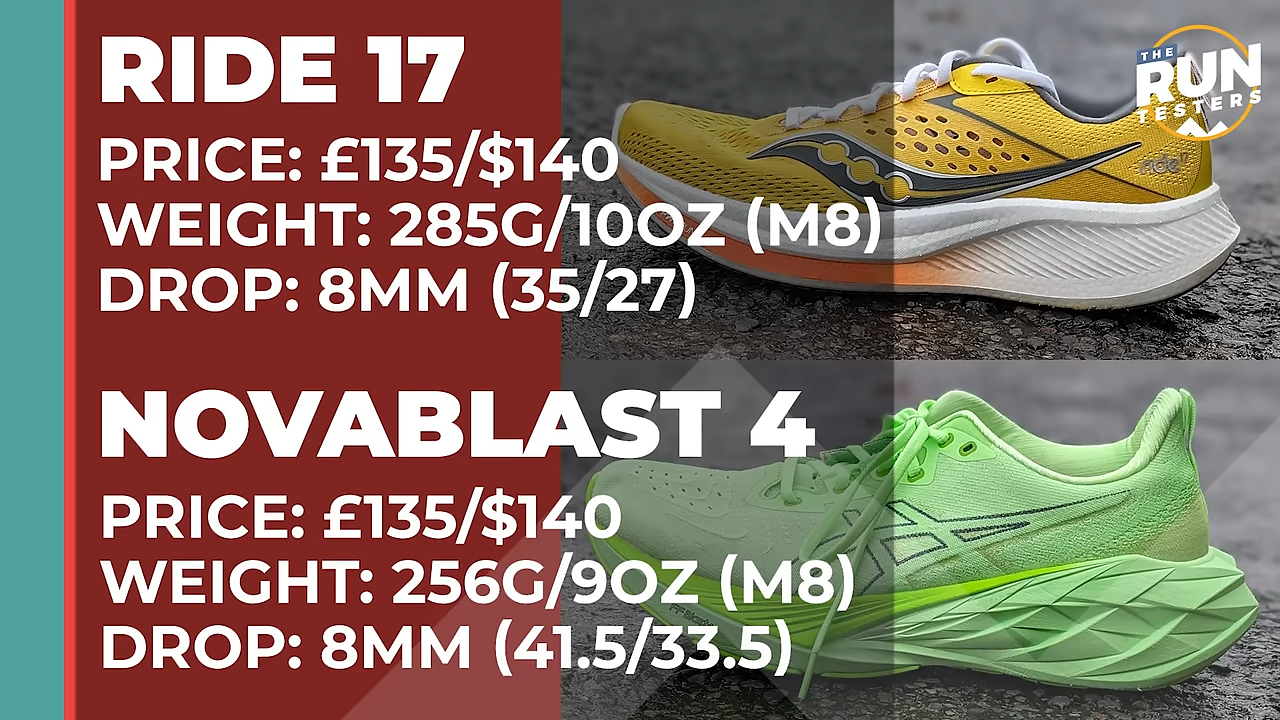 RIDE 17
PRICE: £135/$140
WEIGHT: 285G/10OZ (M8)
DROP: 8MM (35/27)
NOVABLAST 4
PRICE: £135/$140
WEIGHT: 256G/9OZ (M8)
DROP: 8MM (41.5/33.5)
THE
RUN
TESTERS
ride17